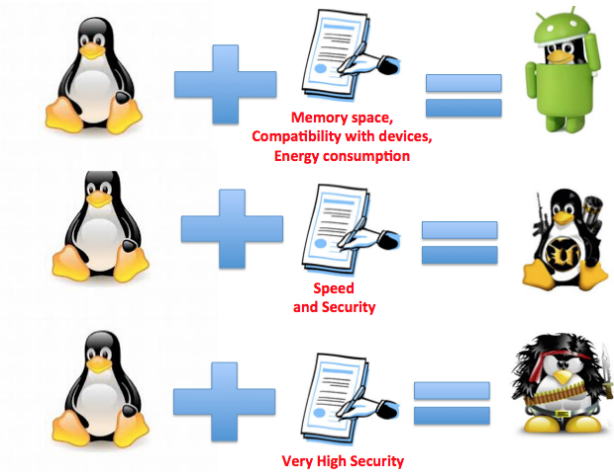 Memory space,
Compatibility with devices,
Energy consumption
Speed
and Security
Very High Security